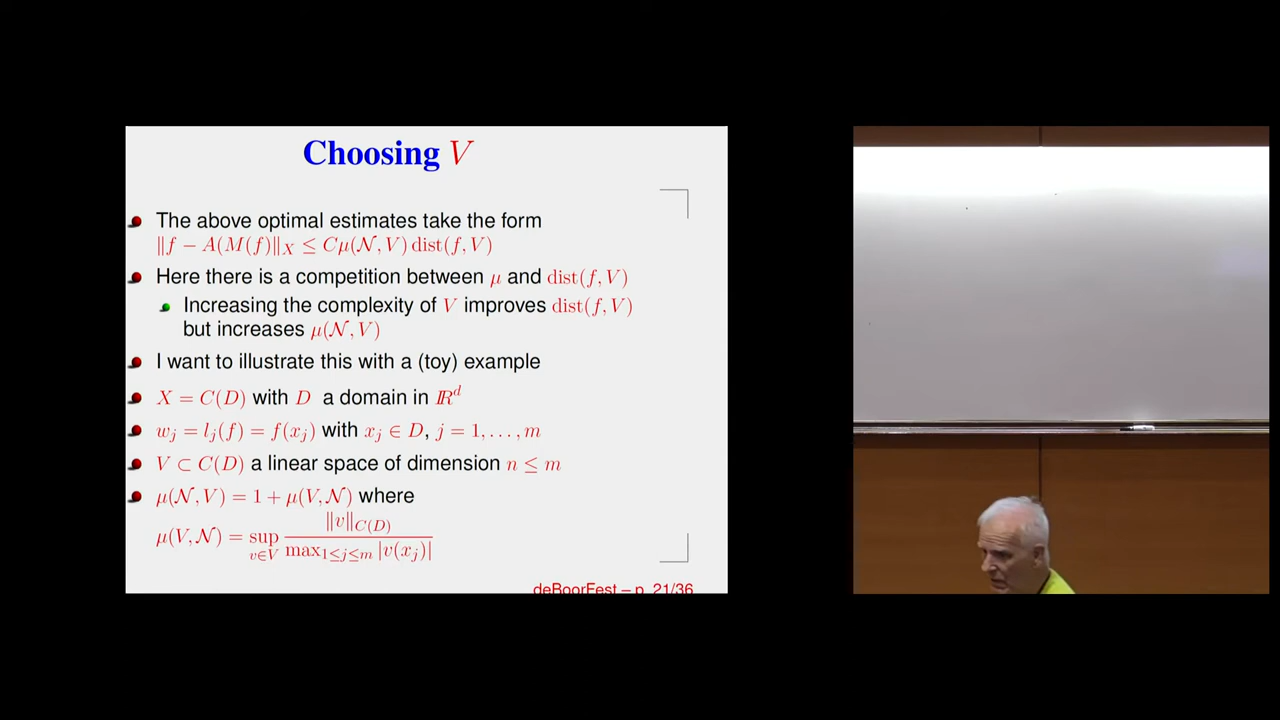 Choosing V
The above optimal estimates take the form
‖f − A(M(f)‖_X ≤ Cμ(𝒩, V) dist(f, V)
Here there is a competition between μ and dist(f, V)
Increasing the complexity of V improves dist(f, V)
but increases μ(𝒩, V)
I want to illustrate this with a (toy) example
X = C(D) with D a domain in ℝ^d
w_j = l_j(f) = f(x_j) with x_j ∈ D, j = 1, . . . , m
V ⊂ C(D) a linear space of dimension n ≤ m
μ(𝒩, V) = 1 + μ(V, 𝒩) where
μ(V, 𝒩) = sup_{v∈V} ‖v‖_{C(D)} / max_{1≤j≤m} |v(x_j)|
deBoorFest – p. 21/36